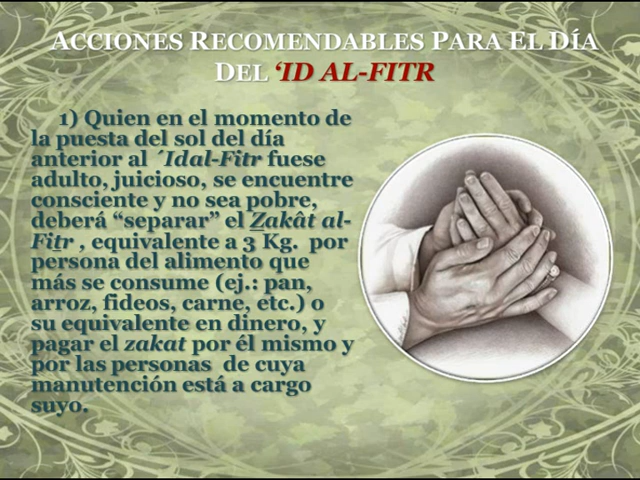 ACCIONES RECOMENDABLES PARA EL DÍA
DEL ‘ID AL-FITR
1) Quien en el momento de
la puesta del sol del día
anterior al ´Idal-Fitr fuese
adulto, juicioso, se encuentre
consciente y no sea pobre,
deberá “separar” el Zakât al-
Fitr , equivalente a 3 Kg. por
persona del alimento que
más se consume (ej.: pan,
arroz, fideos, carne, etc.) o
su equivalente en dinero, y
pagar el zakat por él mismo y
por las personas de cuya
manutención está a cargo
suyo.